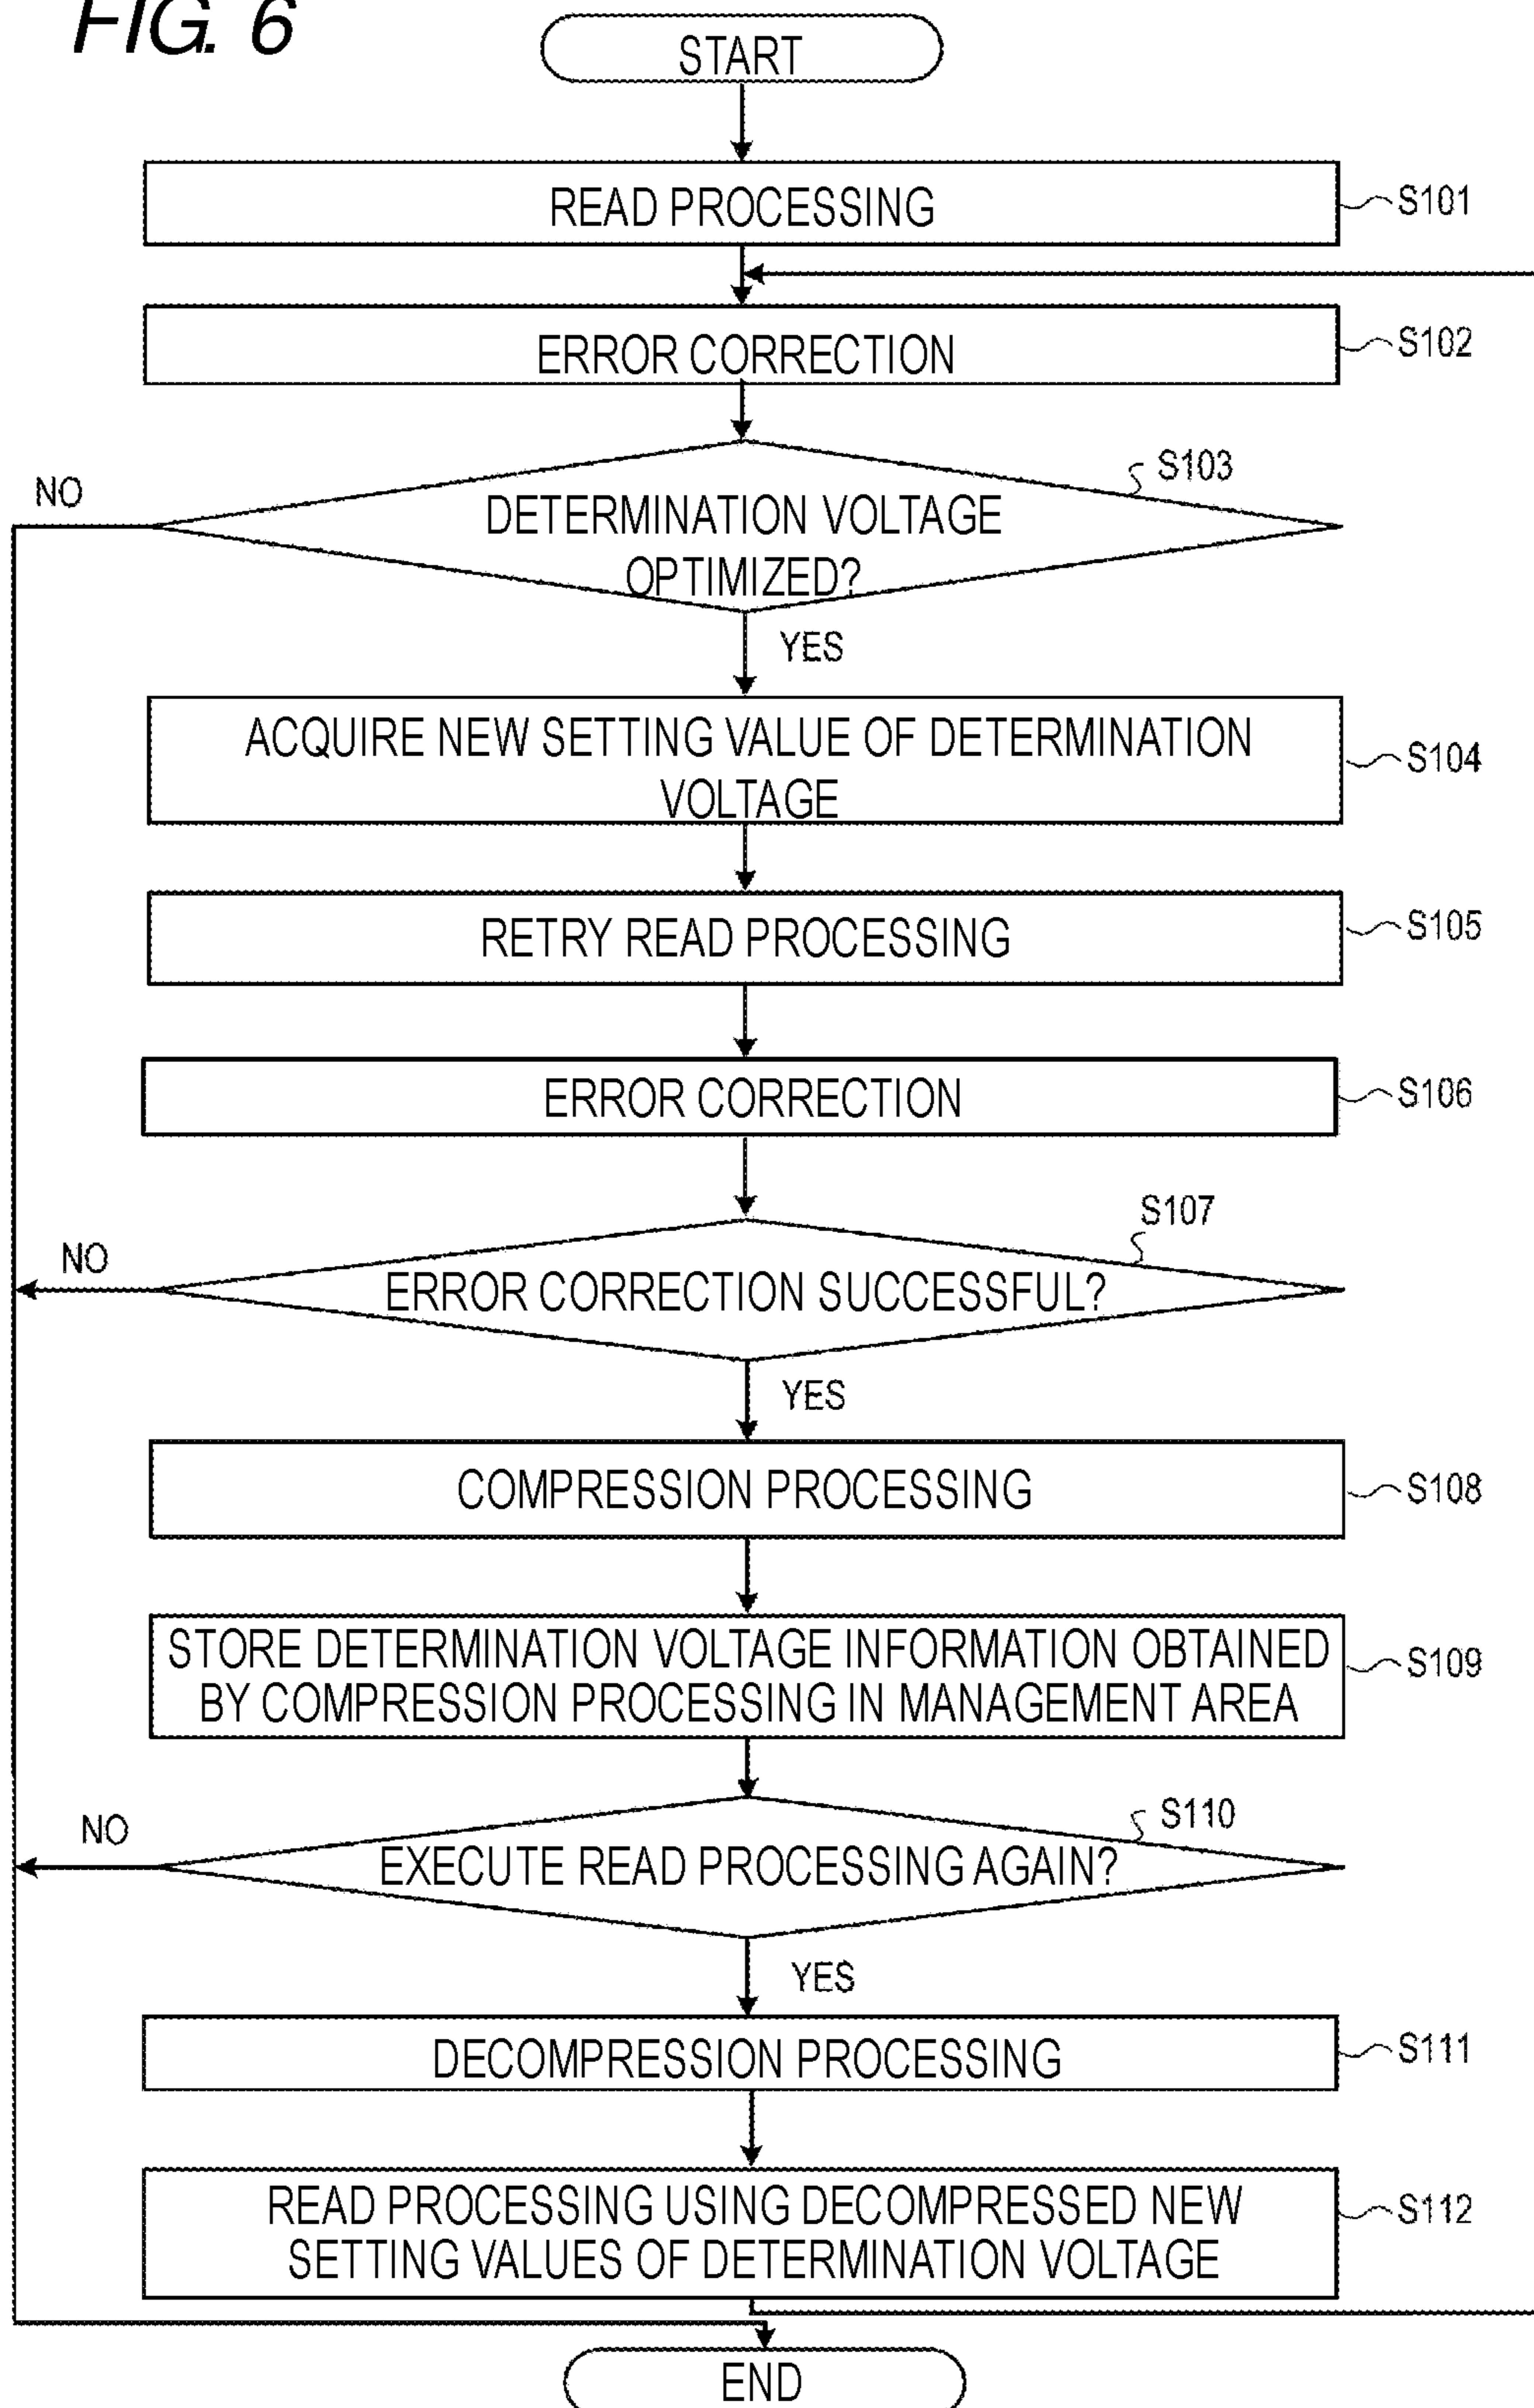 FIG. 6
START
READ PROCESSING
S101
ERROR CORRECTION
S102
S103
NO
DETERMINATION VOLTAGE
OPTIMIZED?
YES
ACQUIRE NEW SETTING VALUE OF DETERMINATION
VOLTAGE
S104
RETRY READ PROCESSING
S105
ERROR CORRECTION
S106
S107
NO
ERROR CORRECTION SUCCESSFUL?
YES
COMPRESSION PROCESSING
S108
STORE DETERMINATION VOLTAGE INFORMATION OBTAINED
BY COMPRESSION PROCESSING IN MANAGEMENT AREA
S109
S110
NO
EXECUTE READ PROCESSING AGAIN?
YES
DECOMPRESSION PROCESSING
S111
READ PROCESSING USING DECOMPRESSED NEW
SETTING VALUES OF DETERMINATION VOLTAGE
S112
END